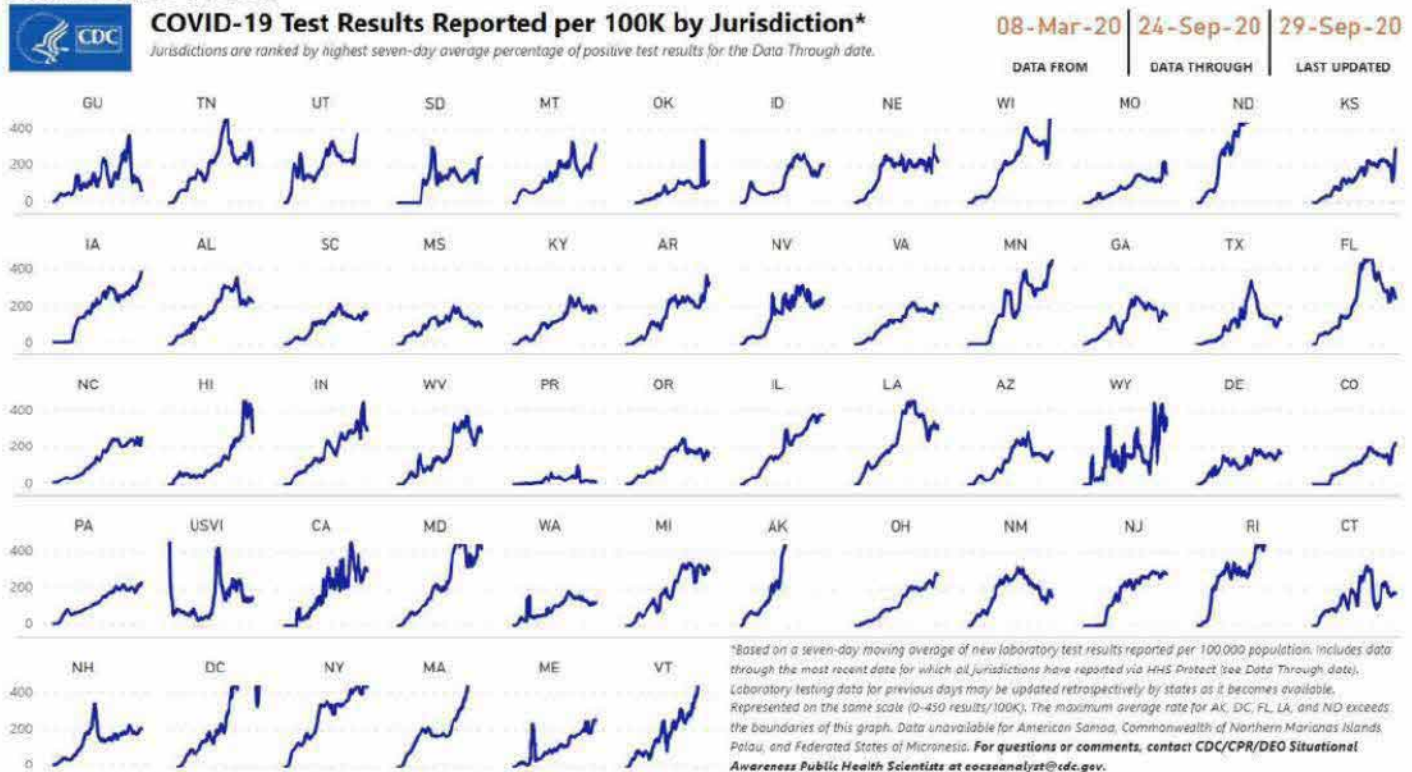 CDC
COVID-19 Test Results Reported per 100K by Jurisdiction*
Jurisdictions are ranked by highest seven-day average percentage of positive test results for the Data Through date.
08-Mar-20 24-Sep-20 29-Sep-20
DATA FROM DATA THROUGH LAST UPDATED
GU TN UT SD MT OK ID NE WI MO ND KS
400
200
0
IA AL SC MS KY AR NV VA MN GA TX FL
400
200
0
NC HI IN WV PR OR IL LA AZ WY DE CO
400
200
0
PA USVI CA MD WA MI AK OH NM NJ RI CT
400
200
0
NH DC NY MA ME VT
400
200
0
*Based on a seven-day moving average of new laboratory test results reported per 100,000 population. Includes data
through the most recent date for which all jurisdictions have reported via HHS Protect (see Data Through date).
Laboratory testing data for previous days may be updated retrospectively by states as it becomes available.
Represented on the same scale (0-450 results/100K). The maximum average rate for AK, DC, FL, LA, and ND exceeds
the boundaries of this graph. Data unavailable for American Samoa, Commonwealth of Northern Marianas Islands,
Palau, and Federated States of Micronesia. For questions or comments, contact CDC/CPR/DEO Situational
Awareness Public Health Scientists at eocseanalyst@cdc.gov.